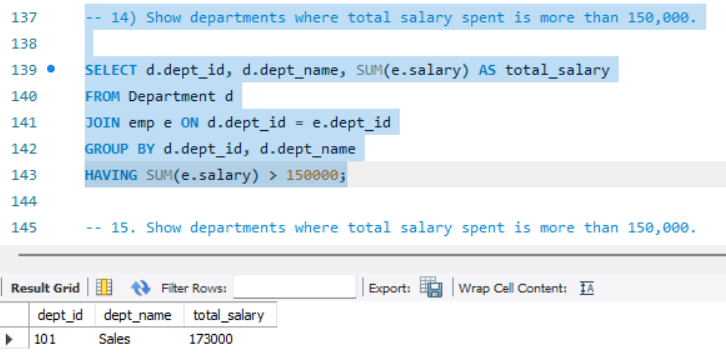 137 -- 14) Show departments where total salary spent is more than 150,000.
138
139 SELECT d.dept_id, d.dept_name, SUM(e.salary) AS total_salary
140 FROM Department d
141 JOIN emp e ON d.dept_id = e.dept_id
142 GROUP BY d.dept_id, d.dept_name
143 HAVING SUM(e.salary) > 150000;
144
145 -- 15. Show departments where total salary spent is more than 150,000.
Result Grid Filter Rows: Export: Wrap Cell Content: IA
dept_id dept_name total_salary
101 Sales 173000